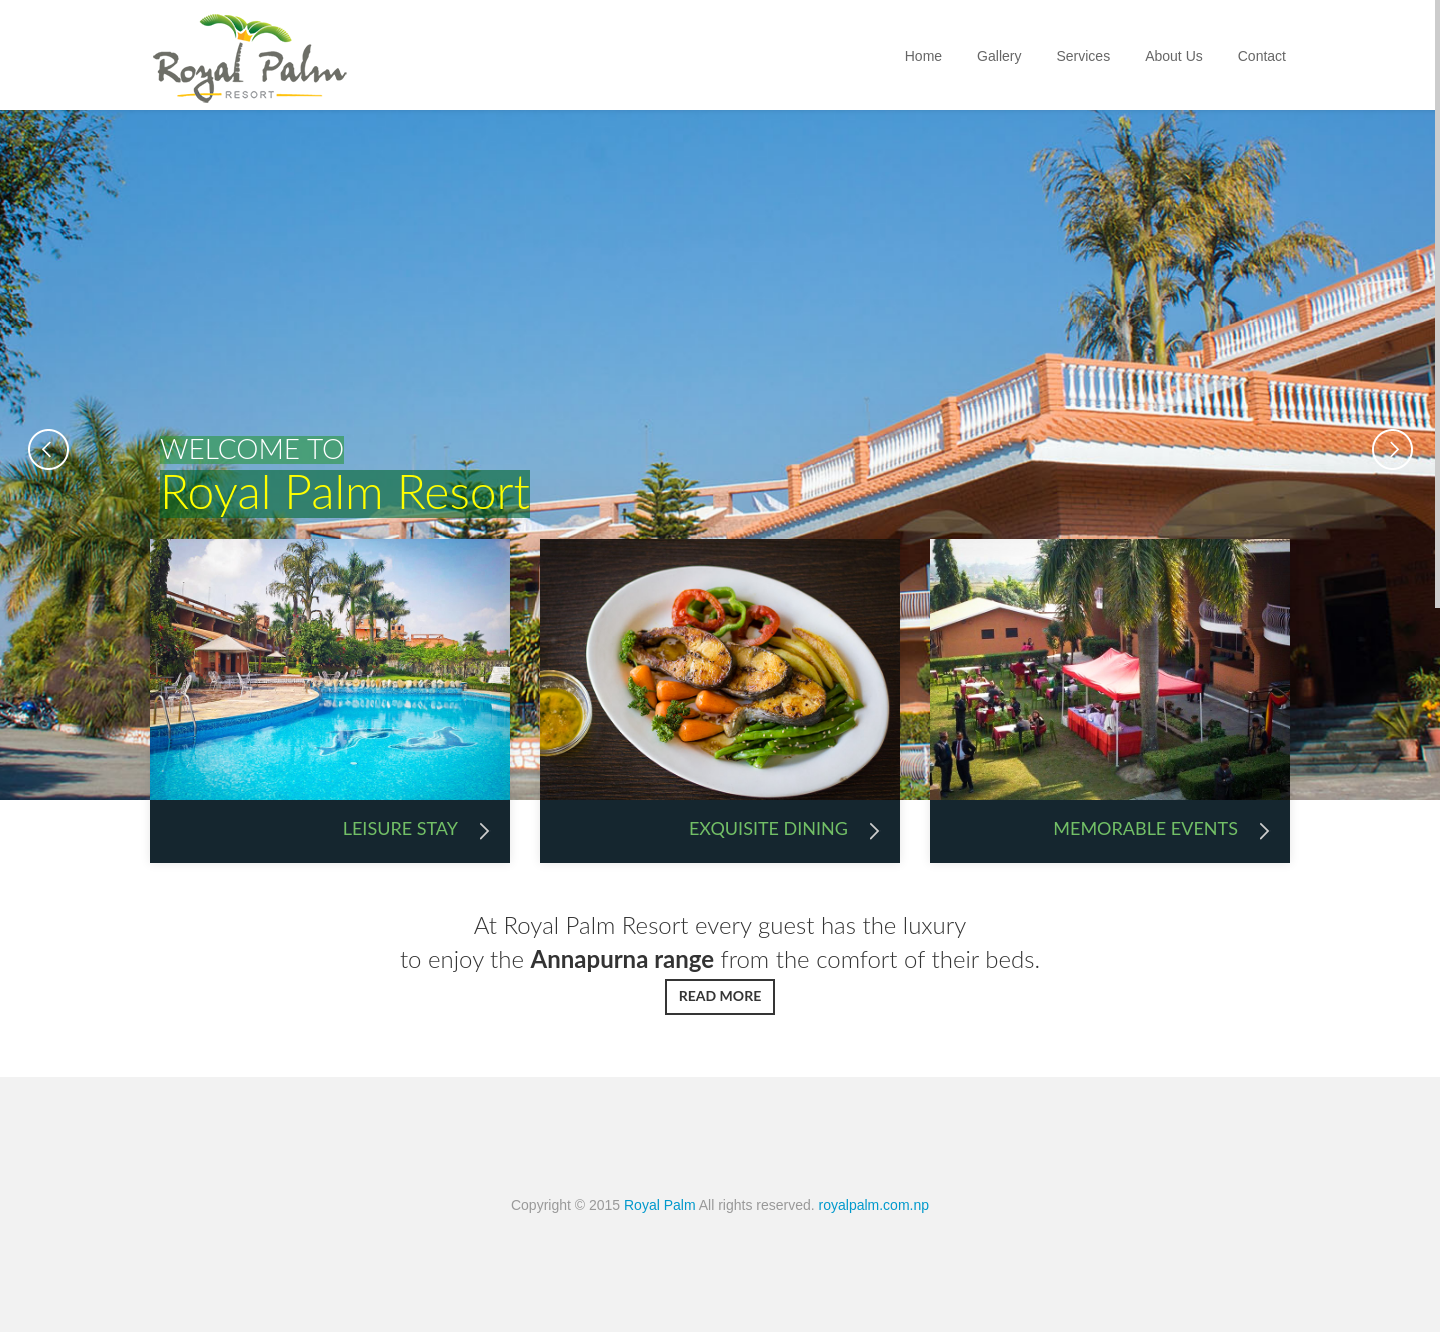 Royal Palm
RESORT
Home
Gallery
Services
About Us
Contact
WELCOME TO
Royal Palm Resort
LEISURE STAY
EXQUISITE DINING
MEMORABLE EVENTS
At Royal Palm Resort every guest has the luxury
to enjoy the Annapurna range from the comfort of their beds.
READ MORE
Copyright © 2015 Royal Palm All rights reserved. royalpalm.com.np